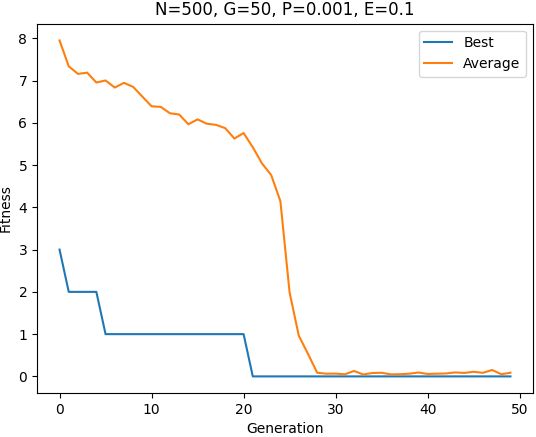 N=500, G=50, P=0.001, E=0.1
Best
Average
Fitness
8
7
6
5
4
3
2
1
0
0 10 20 30 40 50
Generation